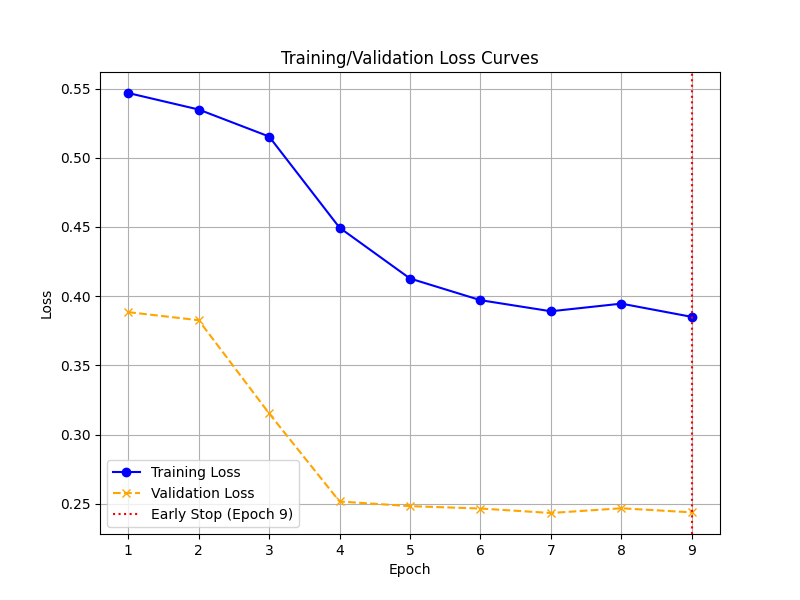 Training/Validation Loss Curves
Loss
0.55
0.50
0.45
0.40
0.35
0.30
0.25
Training Loss
Validation Loss
Early Stop (Epoch 9)
1 2 3 4 5 6 7 8 9
Epoch